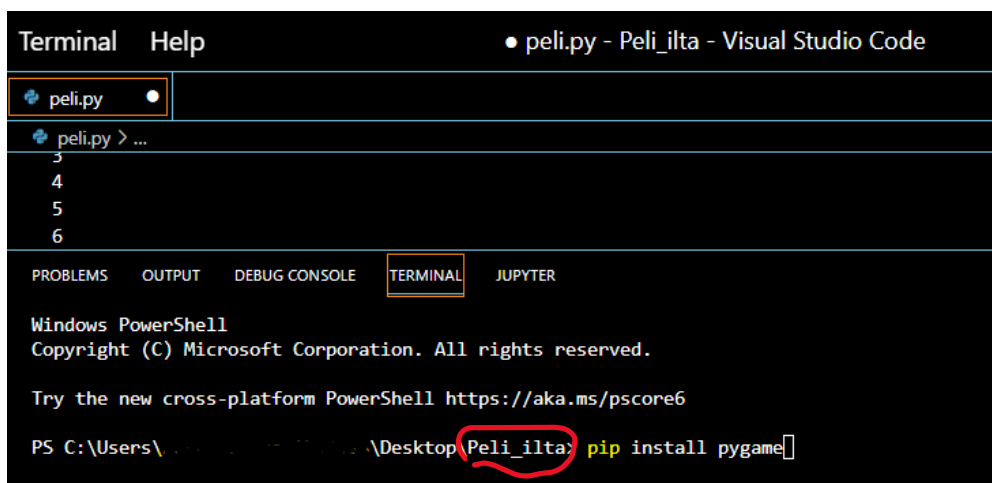 Terminal Help ● peli.py - Peli_ilta - Visual Studio Code
peli.py ●
peli.py > ...
3
4
5
6
PROBLEMS OUTPUT DEBUG CONSOLE TERMINAL JUPYTER
Windows PowerShell
Copyright (C) Microsoft Corporation. All rights reserved.
Try the new cross-platform PowerShell https://aka.ms/pscore6
PS C:\Users\ \Desktop\Peli_ilta> pip install pygame